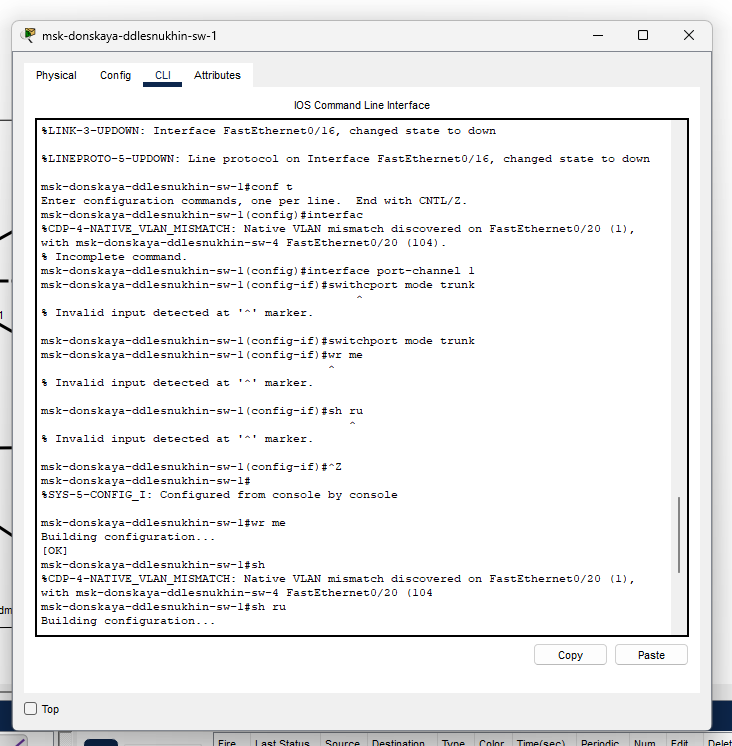 msk-donskaya-ddlesnukhin-sw-1
Physical Config CLI Attributes
IOS Command Line Interface
%LINK-3-UPDOWN: Interface FastEthernet0/16, changed state to down
%LINEPROTO-5-UPDOWN: Line protocol on Interface FastEthernet0/16, changed state to down
msk-donskaya-ddlesnukhin-sw-1#conf t
Enter configuration commands, one per line.  End with CNTL/Z.
msk-donskaya-ddlesnukhin-sw-1(config)#interfac
%CDP-4-NATIVE_VLAN_MISMATCH: Native VLAN mismatch discovered on FastEthernet0/20 (1),
with msk-donskaya-ddlesnukhin-sw-4 FastEthernet0/20 (104).
% Incomplete command.
msk-donskaya-ddlesnukhin-sw-1(config)#interface port-channel 1
msk-donskaya-ddlesnukhin-sw-1(config-if)#swithcport mode trunk
^
% Invalid input detected at '^' marker.
msk-donskaya-ddlesnukhin-sw-1(config-if)#switchport mode trunk
msk-donskaya-ddlesnukhin-sw-1(config-if)#wr me
^
% Invalid input detected at '^' marker.
msk-donskaya-ddlesnukhin-sw-1(config-if)#sh ru
^
% Invalid input detected at '^' marker.
msk-donskaya-ddlesnukhin-sw-1(config-if)#^Z
msk-donskaya-ddlesnukhin-sw-1#
%SYS-5-CONFIG_I: Configured from console by console
msk-donskaya-ddlesnukhin-sw-1#wr me
Building configuration...
[OK]
msk-donskaya-ddlesnukhin-sw-1#sh
%CDP-4-NATIVE_VLAN_MISMATCH: Native VLAN mismatch discovered on FastEthernet0/20 (1),
with msk-donskaya-ddlesnukhin-sw-4 FastEthernet0/20 (104
msk-donskaya-ddlesnukhin-sw-1#sh ru
Building configuration...
Copy Paste
Top
Fire Last Status Source Destination Type Color Time(sec) Periodic Num Edit